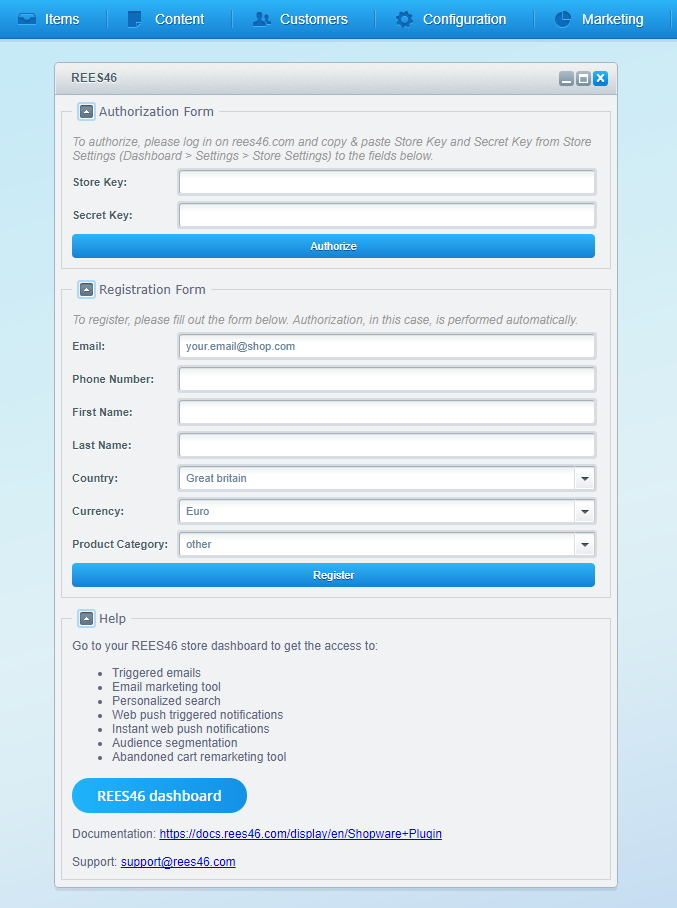 Items Content Customers Configuration Marketing
REES46
Authorization Form
To authorize, please log in on rees46.com and copy & paste Store Key and Secret Key from Store
Settings (Dashboard > Settings > Store Settings) to the fields below.
Store Key:
Secret Key:
Authorize
Registration Form
To register, please fill out the form below. Authorization, in this case, is performed automatically.
Email: your.email@shop.com
Phone Number:
First Name:
Last Name:
Country: Great britain
Currency: Euro
Product Category: other
Register
Help
Go to your REES46 store dashboard to get the access to:
• Triggered emails
• Email marketing tool
• Personalized search
• Web push triggered notifications
• Instant web push notifications
• Audience segmentation
• Abandoned cart remarketing tool
REES46 dashboard
Documentation: https://docs.rees46.com/display/en/Shopware+Plugin
Support: support@rees46.com